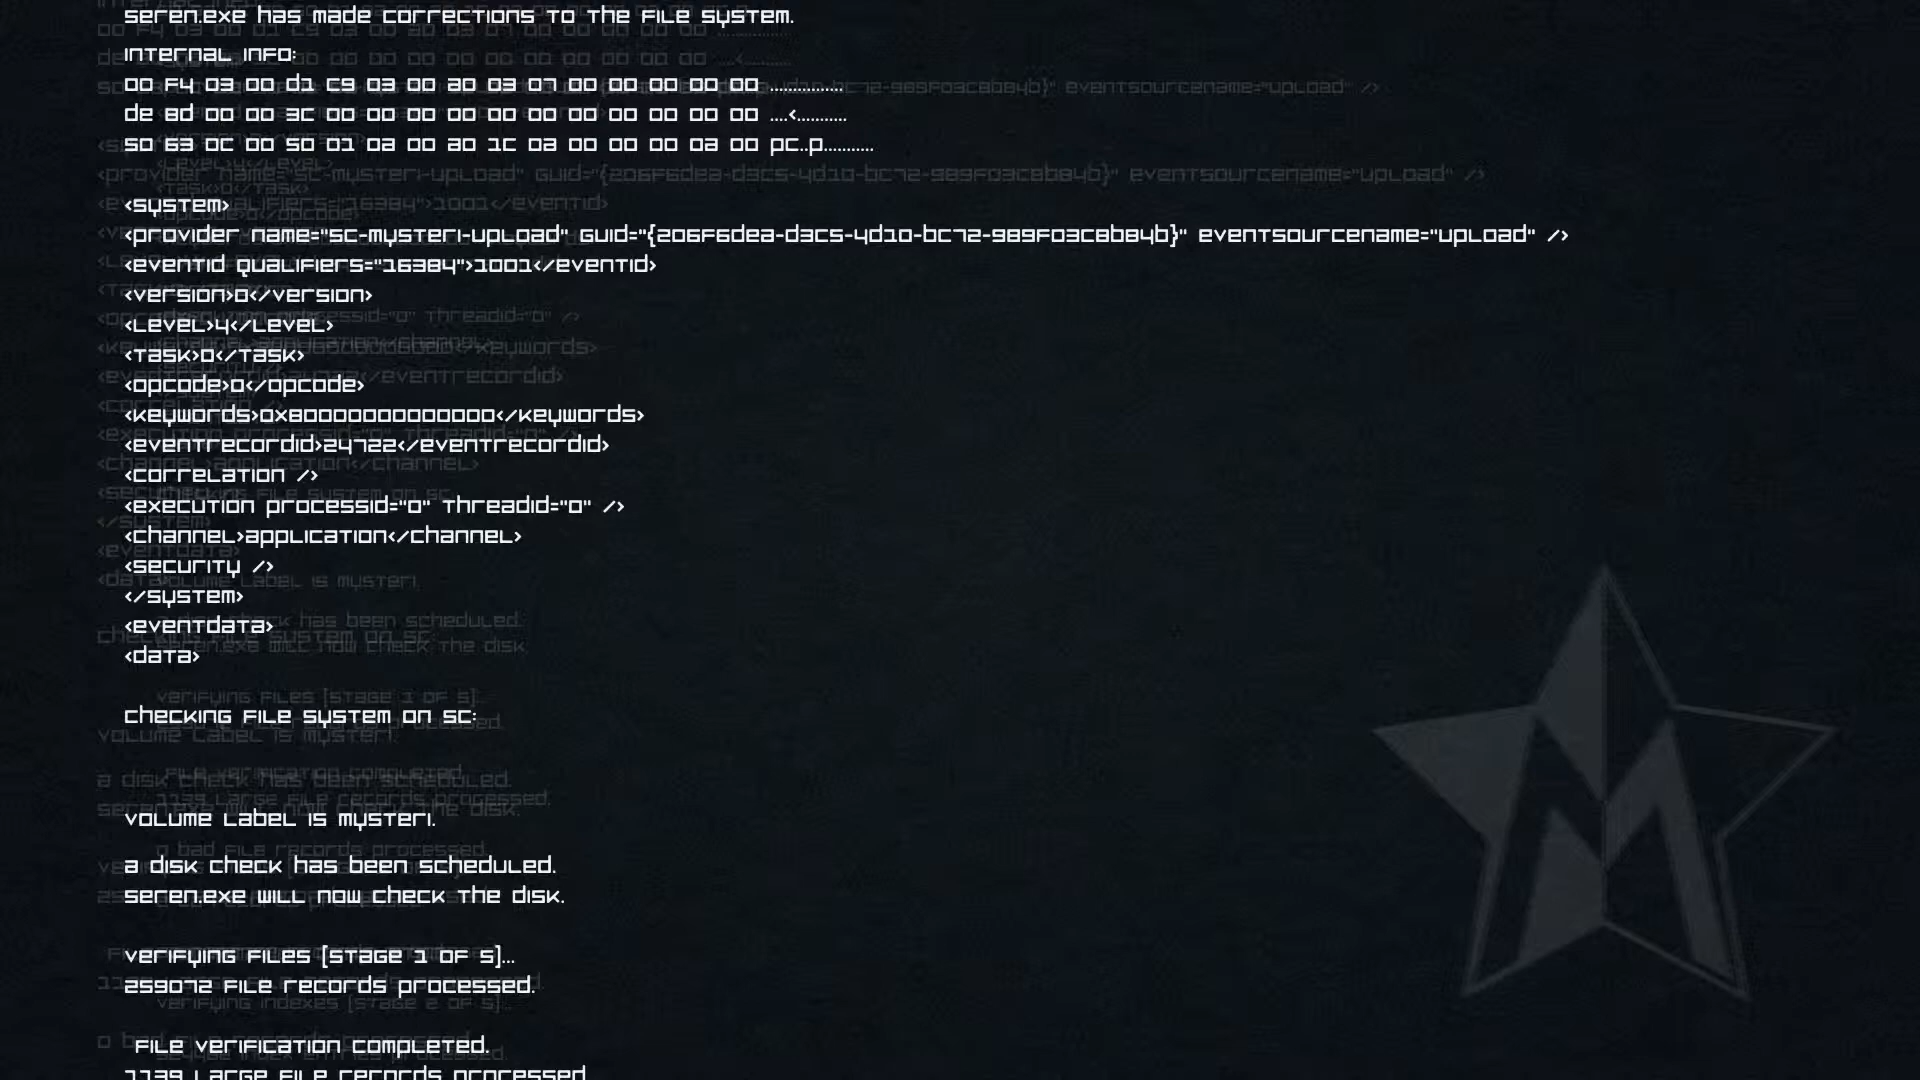 seren.exe has made corrections to the file system.
internal info:
00 f4 03 00 d1 c9 03 00 a0 03 07 00 00 00 00 00 ................
de 8d 00 00 3c 00 00 00 00 00 00 00 00 00 00 00 ....<...........
50 63 0c 00 50 01 0a 00 a0 1c 0a 00 00 00 0a 00 pc..p...........
<system>
<provider name="sc-mysteri-upload" guid="{206f6dea-d3c5-4d10-bc72-989f03c8b84b}" eventsourcename="upload" />
<eventid qualifiers="16384">1001</eventid>
<version>0</version>
<level>4</level>
<task>0</task>
<opcode>0</opcode>
<keywords>0x80000000000000</keywords>
<eventrecordid>24722</eventrecordid>
<correlation />
<execution processid="0" threadid="0" />
<channel>application</channel>
<security />
</system>
<eventdata>
<data>
checking file system on sc:
volume label is mysteri.
a disk check has been scheduled.
seren.exe will now check the disk.
verifying files [stage 1 of 5]...
259072 file records processed.
file verification completed.
1139 large file records processed